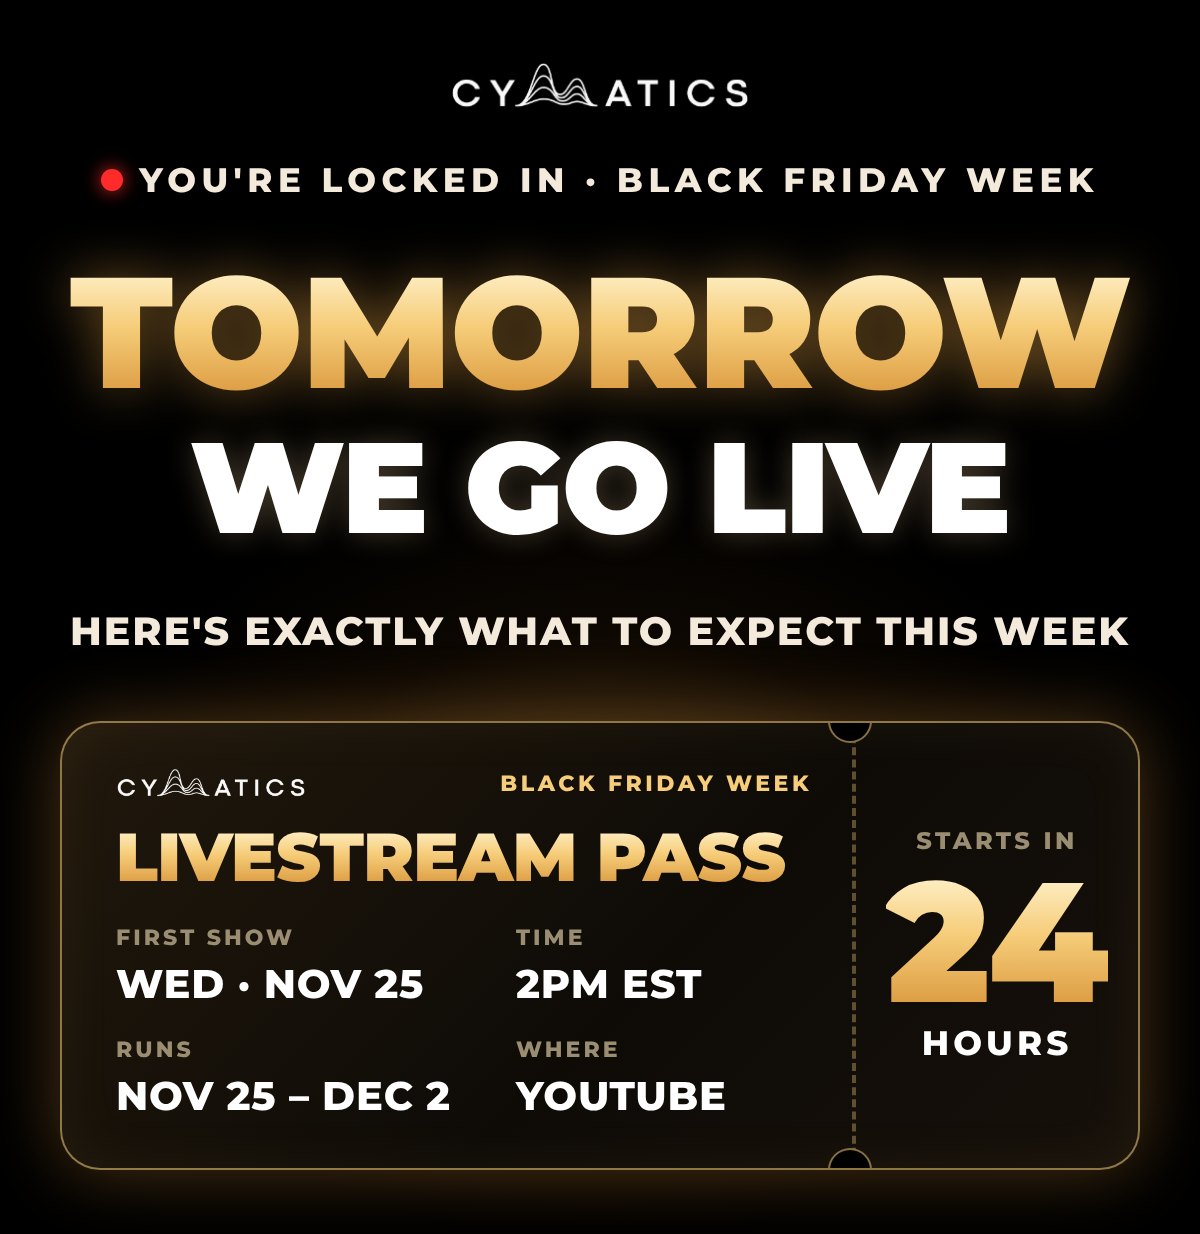 CYMATICS
YOU'RE LOCKED IN · BLACK FRIDAY WEEK
TOMORROW
WE GO LIVE
HERE'S EXACTLY WHAT TO EXPECT THIS WEEK
CYMATICS
BLACK FRIDAY WEEK
LIVESTREAM PASS
FIRST SHOW
WED · NOV 25
TIME
2PM EST
RUNS
NOV 25 – DEC 2
WHERE
YOUTUBE
STARTS IN
24
HOURS